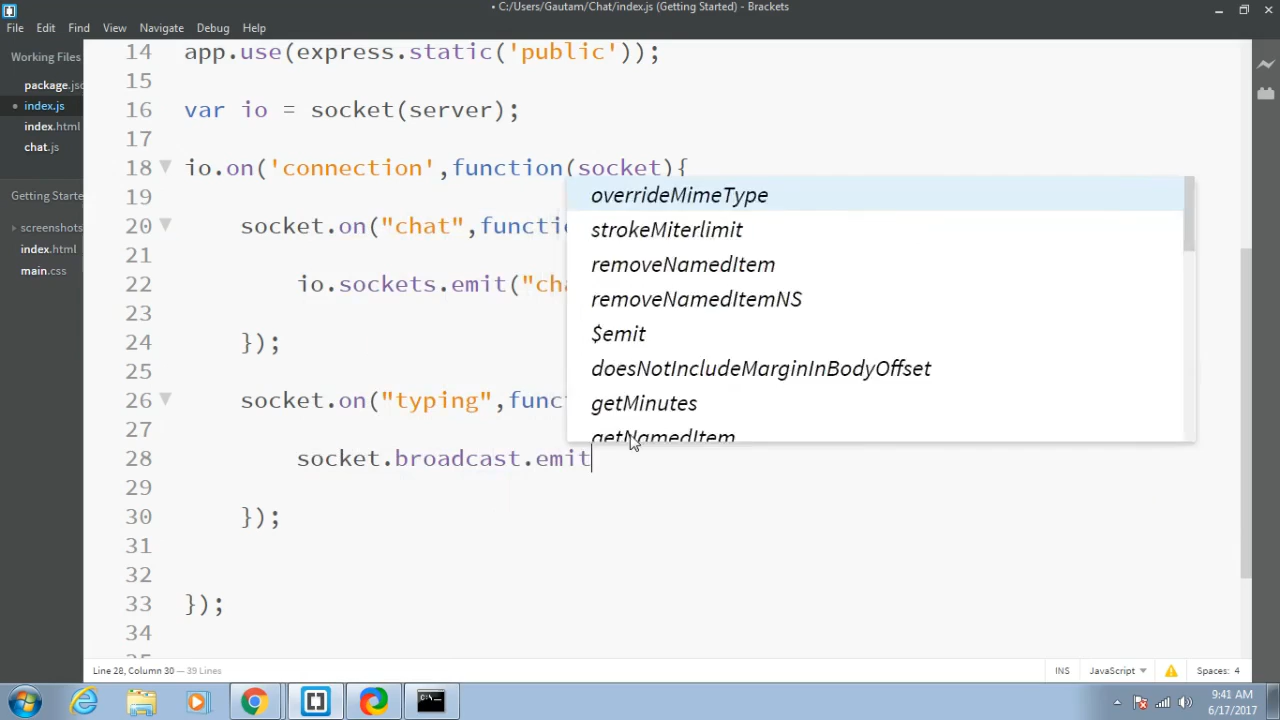 • C:/Users/Gautam/Chat/index.js (Getting Started) - Brackets
File Edit Find View Navigate Debug Help
Working Files
package.jso
• index.js
index.html
chat.js
Getting Starte
screenshots
index.html
main.css
14 app.use(express.static('public'));
15
16 var io = socket(server);
17
18 io.on('connection',function(socket){
19
20 socket.on("chat",functi
21
22 io.sockets.emit("cha
23
24 });
25
26 socket.on("typing",func
27
28 socket.broadcast.emit
29
30 });
31
32
33 });
34
overrideMimeType
strokeMiterlimit
removeNamedItem
removeNamedItemNS
$emit
doesNotIncludeMarginInBodyOffset
getMinutes
getNamedItem
Line 28, Column 30 — 39 Lines
INS JavaScript Spaces: 4
9:41 AM
6/17/2017